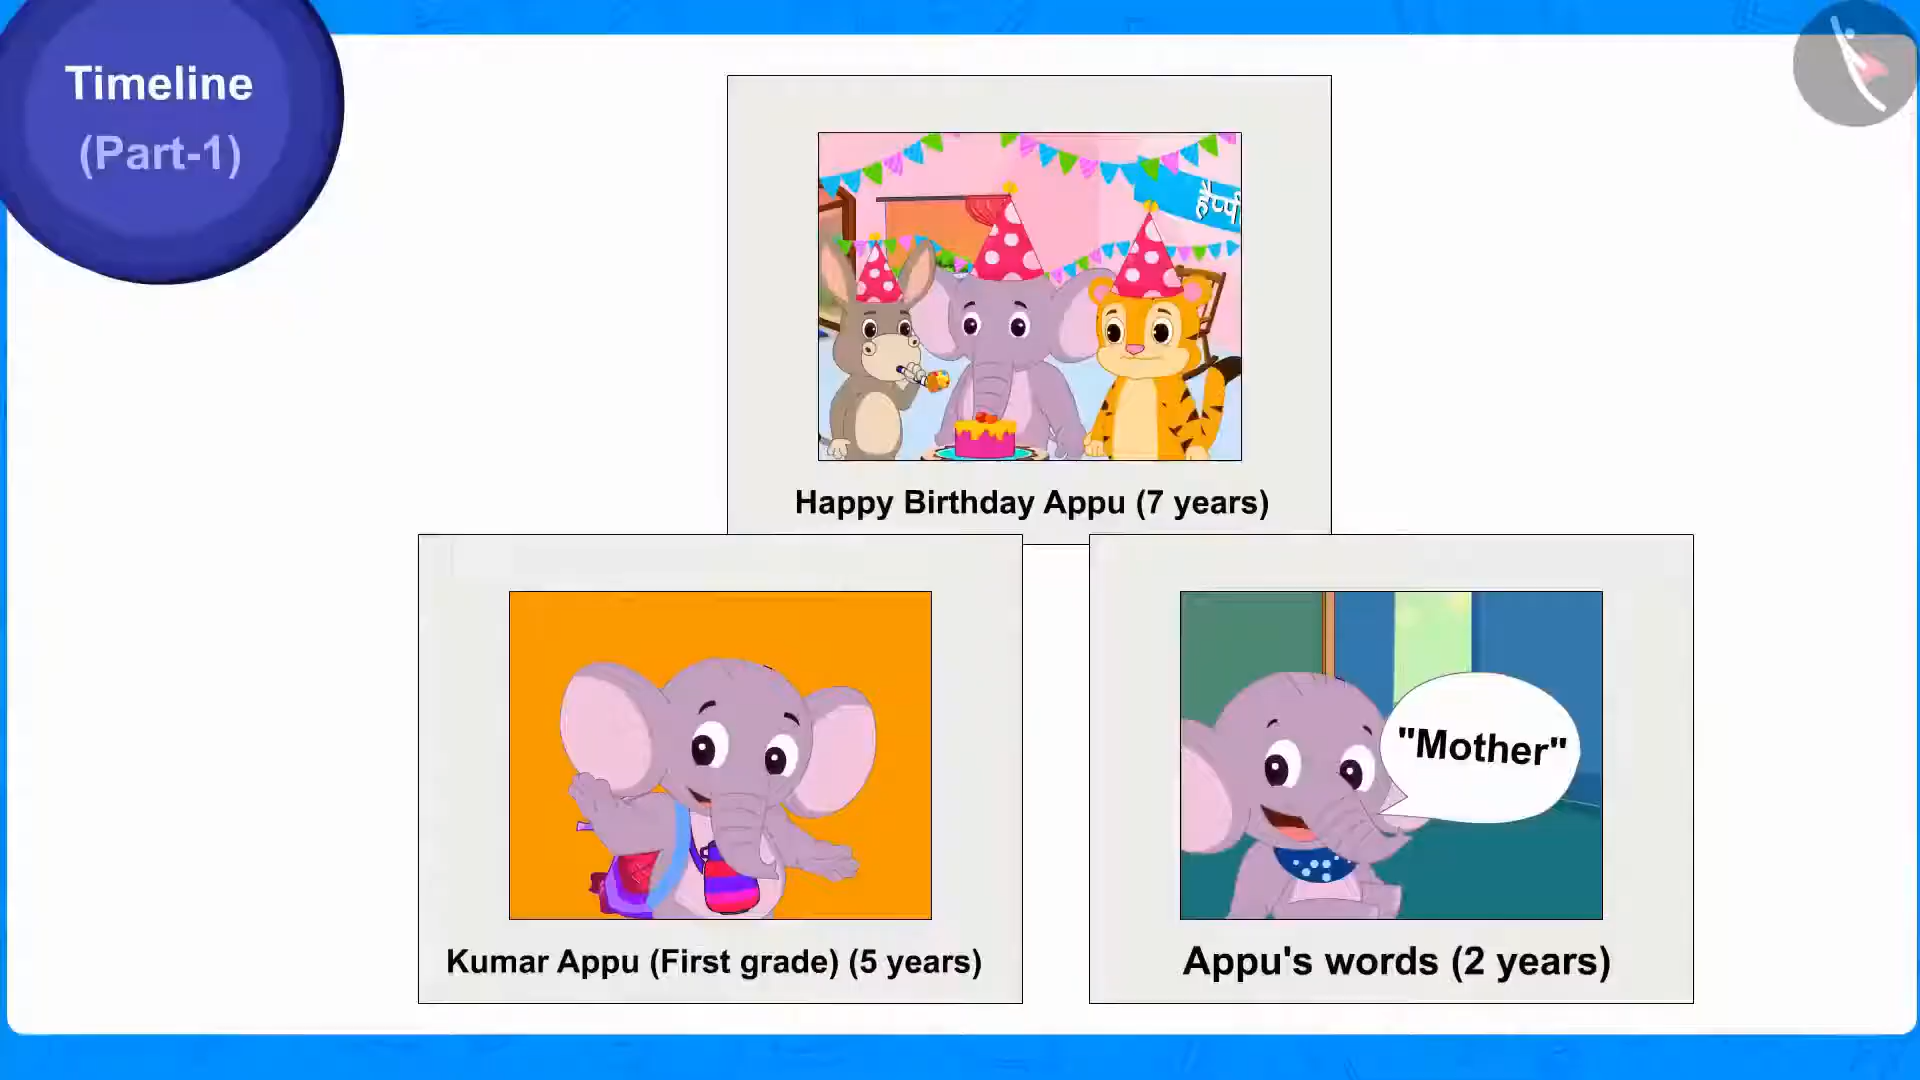 Timeline
(Part-1)
हैप्पी
Happy Birthday Appu (7 years)
"Mother"
Kumar Appu (First grade) (5 years)
Appu's words (2 years)